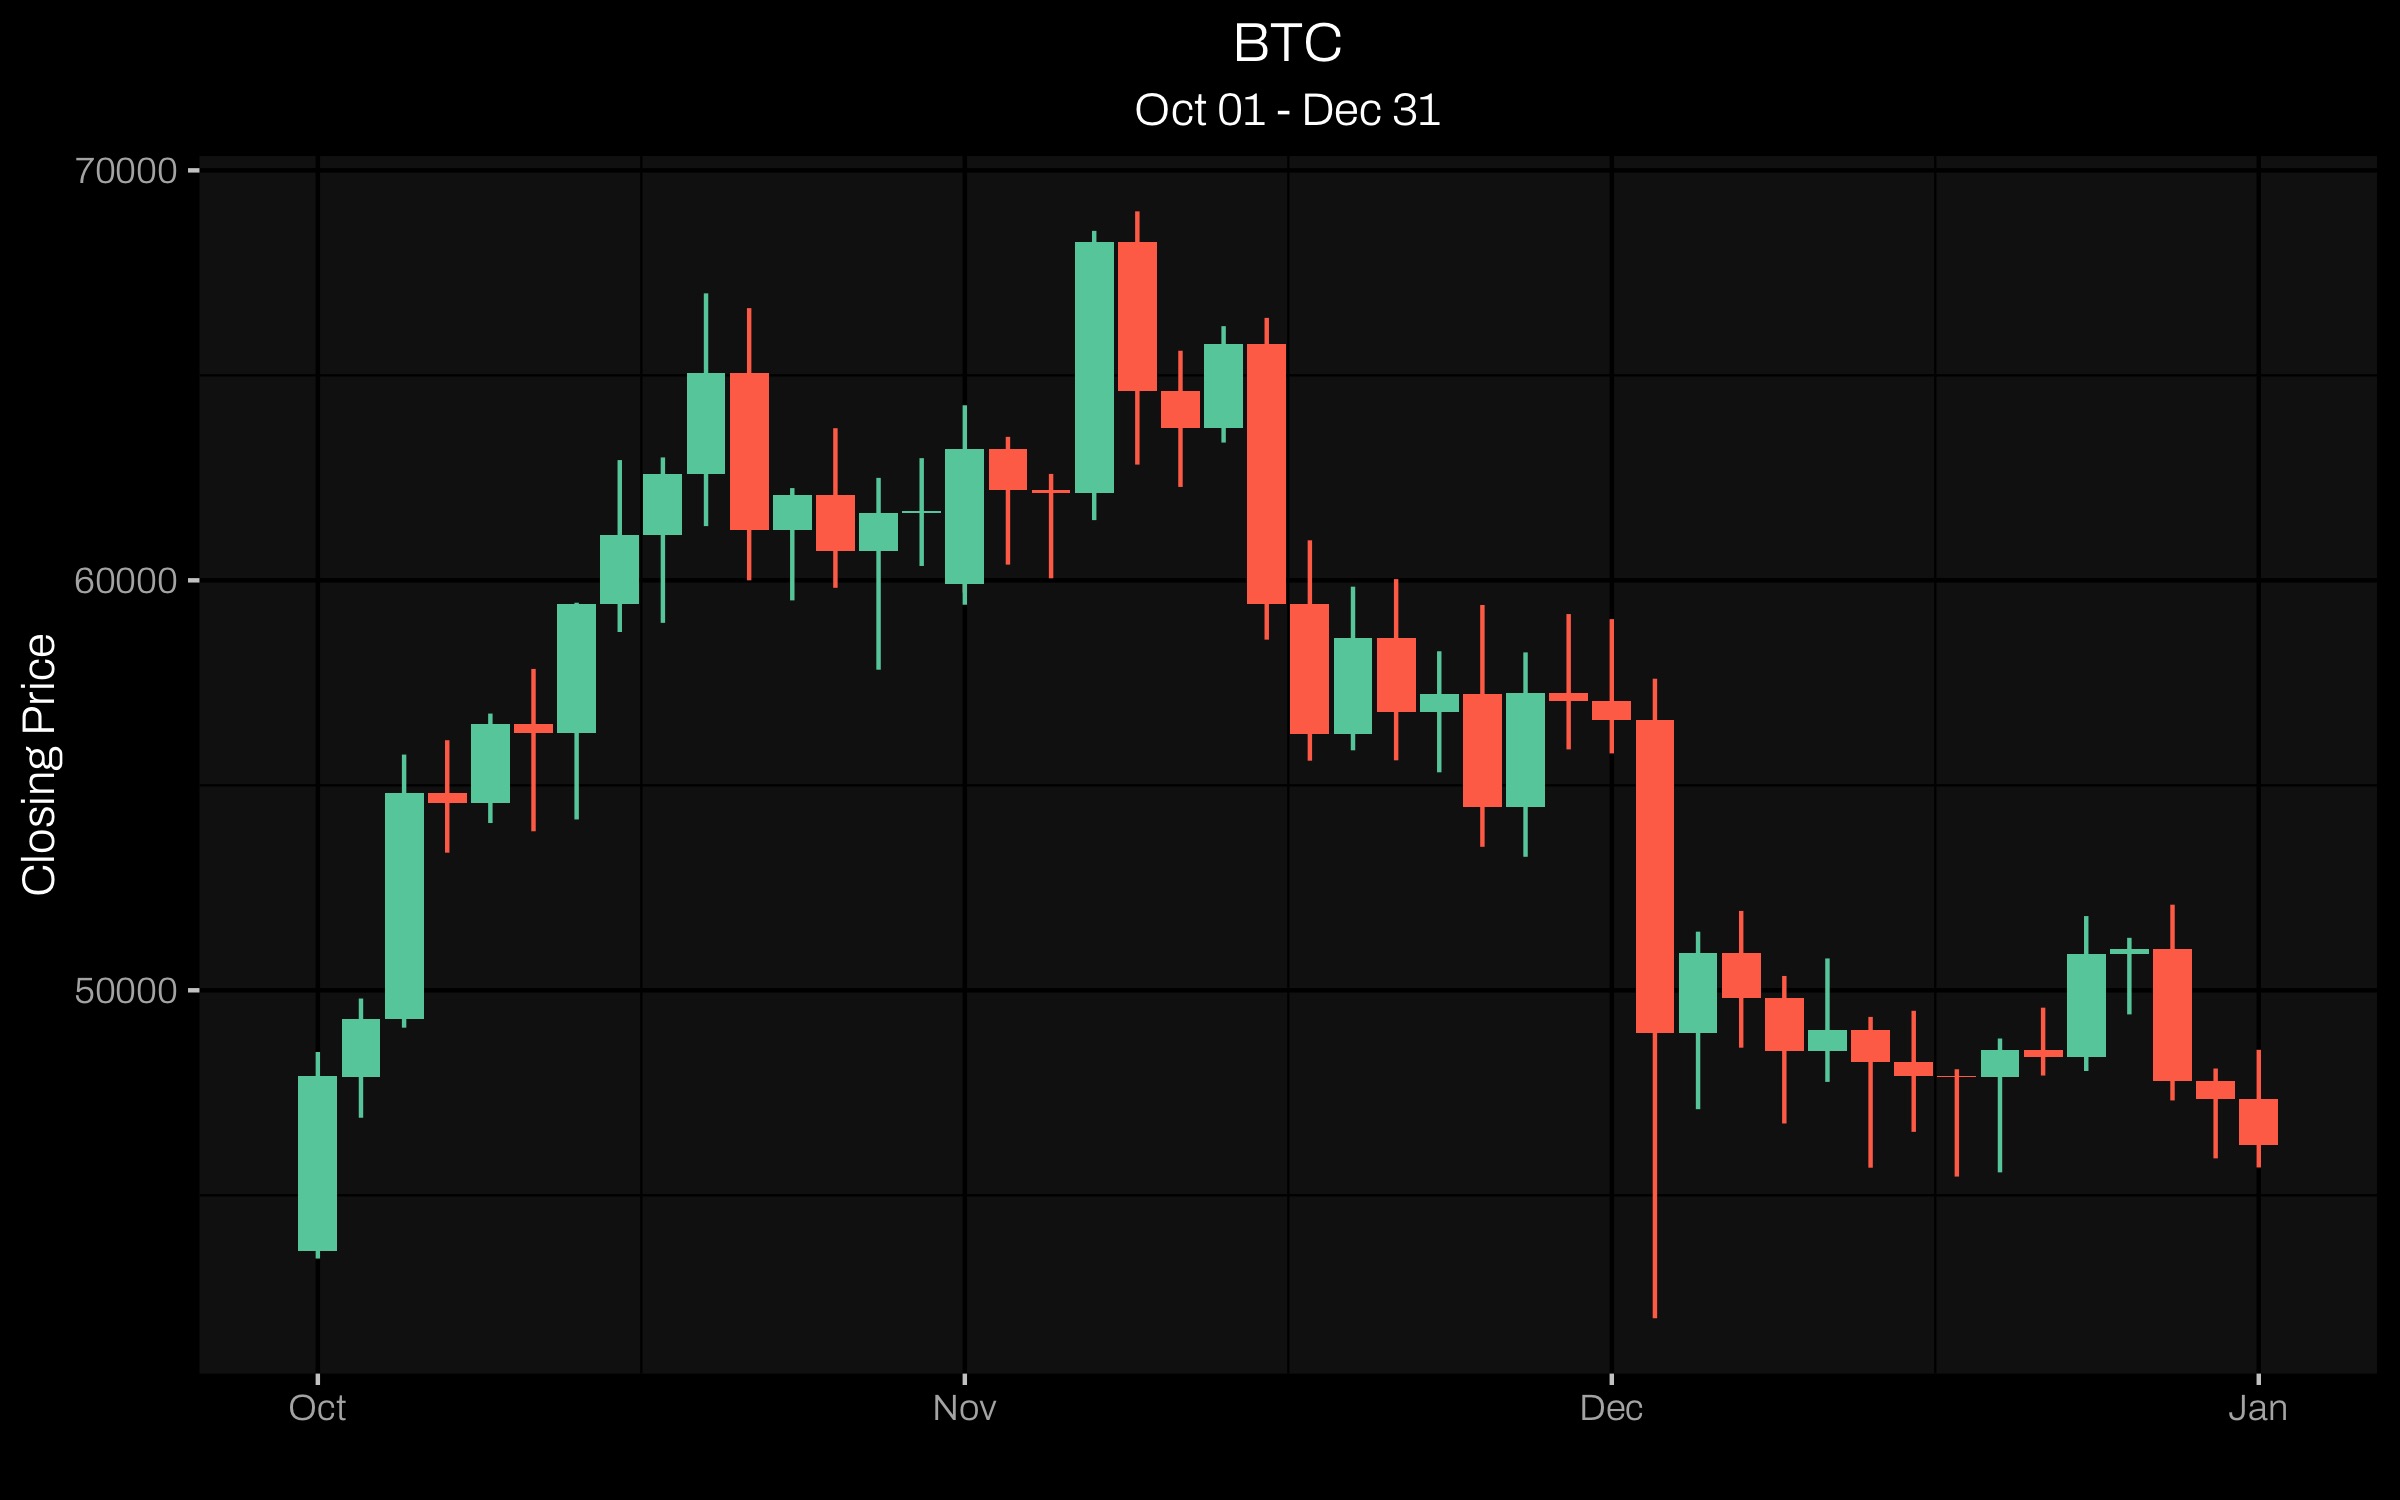 BTC
Oct 01 - Dec 31
Closing Price
70000
60000
50000
Oct
Nov
Dec
Jan